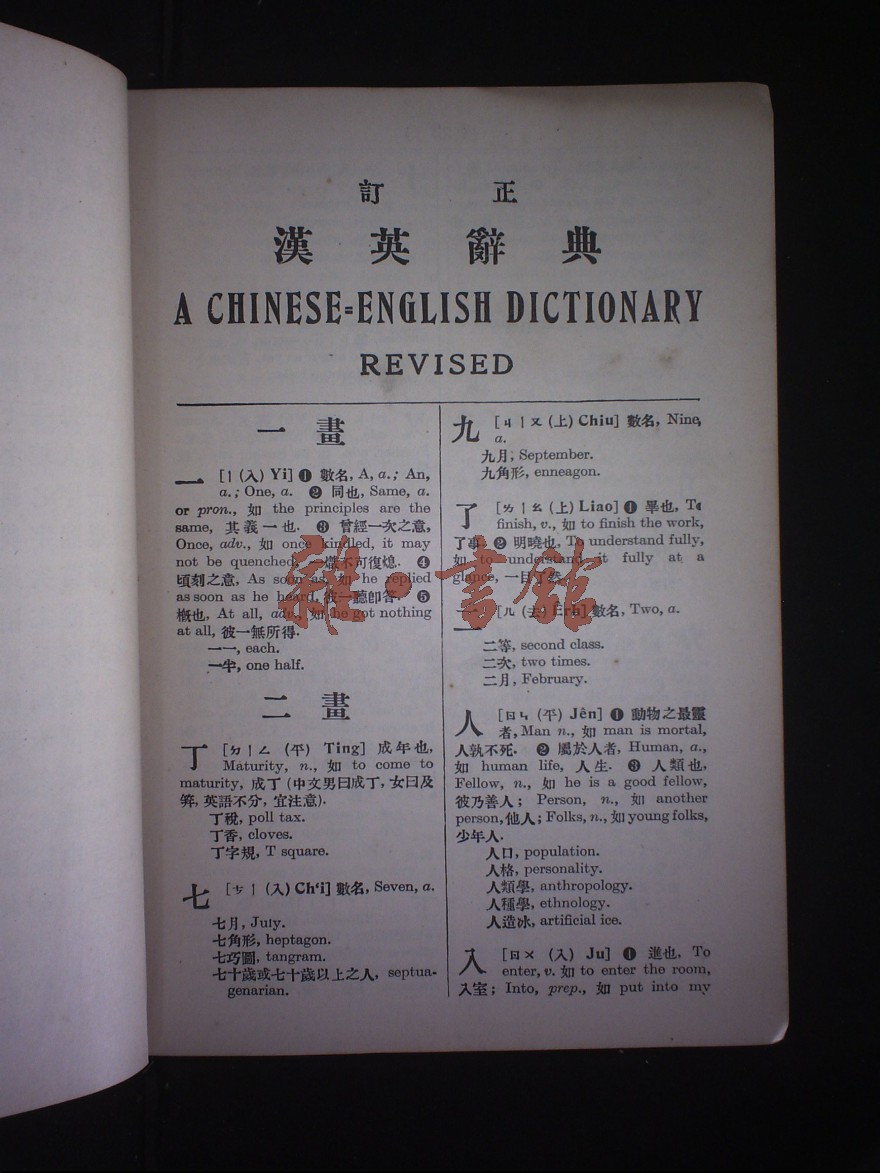 訂 正
漢 英 辭 典
A CHINESE=ENGLISH DICTIONARY
REVISED
一 畫
一 [ㄧ (入) Yi] ❶ 數名, A, a.; An,
a.; One, a. ❷ 同也, Same, a.
or pron., 如 the principles are the
same, 其義一也. ❸ 曾經一次之意,
Once, adv., 如 once kindled, it may
not be quenched, 一不可復熄. ❹
頃刻之意, As soon as, 如 he replied
as soon as he heard, 彼一聽卽答. ❺
概也, At all, adv., 如 he got nothing
at all, 彼一無所得.
一一, each.
一半, one half.
二 畫
丁 [ㄉㄧㄥ (平) Ting] 成年也,
Maturity, n., 如 to come to
maturity, 成丁 (中文男曰成丁, 女曰及
笄, 英語不分, 宜注意).
丁稅, poll tax.
丁香, cloves.
丁字規, T square.
七 [ㄘㄧ (入) Ch'i] 數名, Seven, a.
七月, July.
七角形, heptagon.
七巧圖, tangram.
七十歲或七十歲以上之人, septua-
genarian.
九 [ㄐㄧㄡ (上) Chiu] 數名, Nine,
a.
九月, September.
九角形, enneagon.
了 [ㄌㄧㄠ (上) Liao] ❶ 畢也, To
finish, v., 如 to finish the work,
了事. ❷ 明曉也, To understand fully,
如 to understand it fully at a
glance, 一目了然.
二 [ㄦ (去) Erh] 數名, Two, a.
二等, second class.
二次, two times.
二月, February.
人 [ㄖㄣ (平) Jên] ❶ 動物之最靈
者, Man n., 如 man is mortal,
人孰不死. ❷ 屬於人者, Human, a.,
如 human life, 人生. ❸ 人類也,
Fellow, n., 如 he is a good fellow,
彼乃善人; Person, n., 如 another
person, 他人; Folks, n., 如 young folks,
少年人.
人口, population.
人格, personality.
人類學, anthropology.
人種學, ethnology.
人造冰, artificial ice.
入 [ㄖㄨ (入) Ju] ❶ 進也, To
enter, v. 如 to enter the room,
入室; Into, prep., 如 put into my
雜·書館